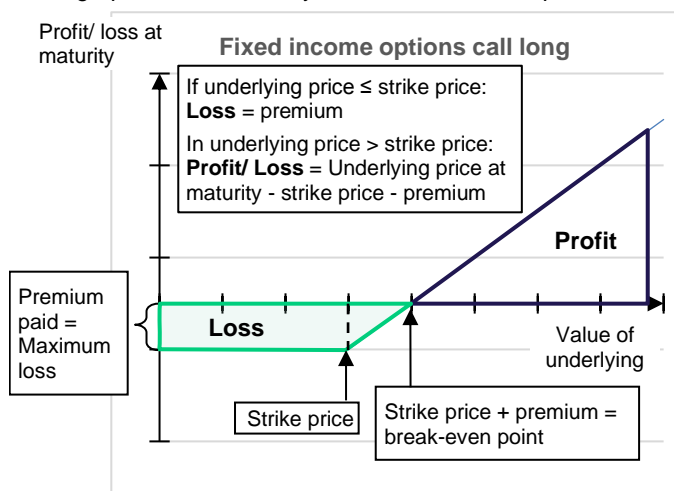 Profit/ loss at
maturity
Fixed income options call long
If underlying price ≤ strike price:
Loss = premium
In underlying price > strike price:
Profit/ Loss = Underlying price at
maturity - strike price - premium
Profit
Premium
paid =
Maximum
loss
Loss
Value of
underlying
Strike price
Strike price + premium =
break-even point